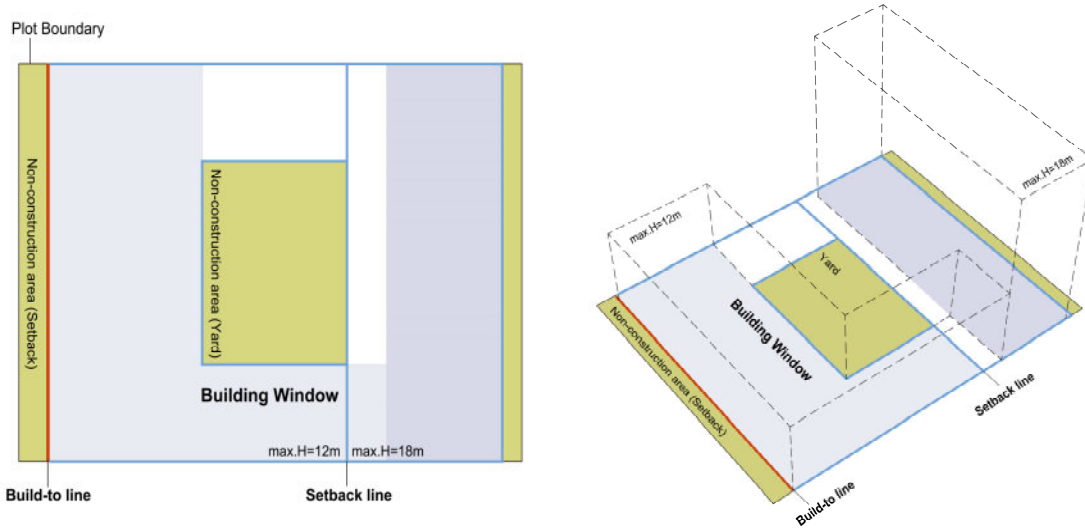 Plot Boundary
Non-construction area (Setback)
Non-construction area (Yard)
Building Window
max.H=12m
max.H=18m
Build-to line
Setback line
max.H=18m
max.H=12m
Yard
Building Window
Non-construction area (Setback)
Setback line
Build-to line